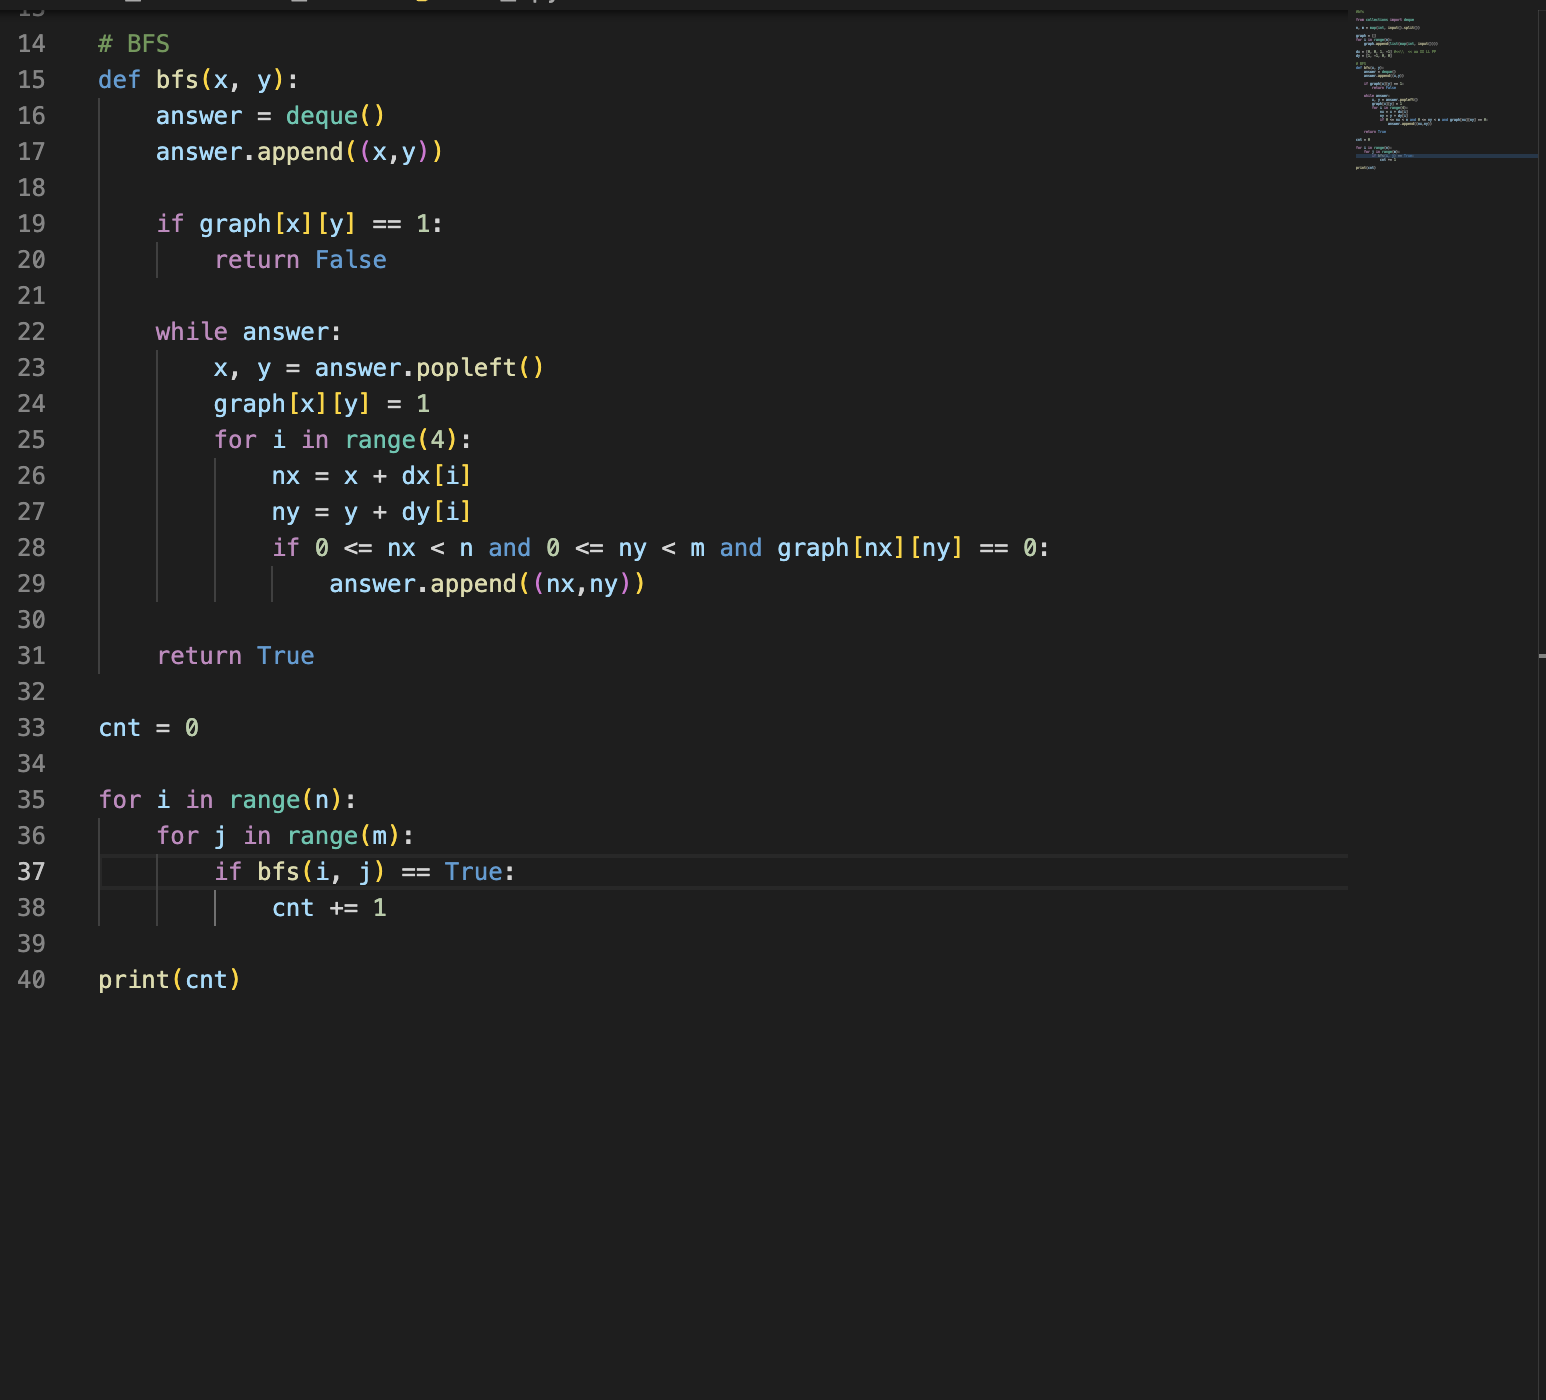 14 # BFS
15 def bfs(x, y):
16     answer = deque()
17     answer.append((x,y))
18
19     if graph[x][y] == 1:
20         return False
21
22     while answer:
23         x, y = answer.popleft()
24         graph[x][y] = 1
25         for i in range(4):
26             nx = x + dx[i]
27             ny = y + dy[i]
28             if 0 <= nx < n and 0 <= ny < m and graph[nx][ny] == 0:
29                 answer.append((nx,ny))
30
31     return True
32
33 cnt = 0
34
35 for i in range(n):
36     for j in range(m):
37         if bfs(i, j) == True:
38             cnt += 1
39
40 print(cnt)